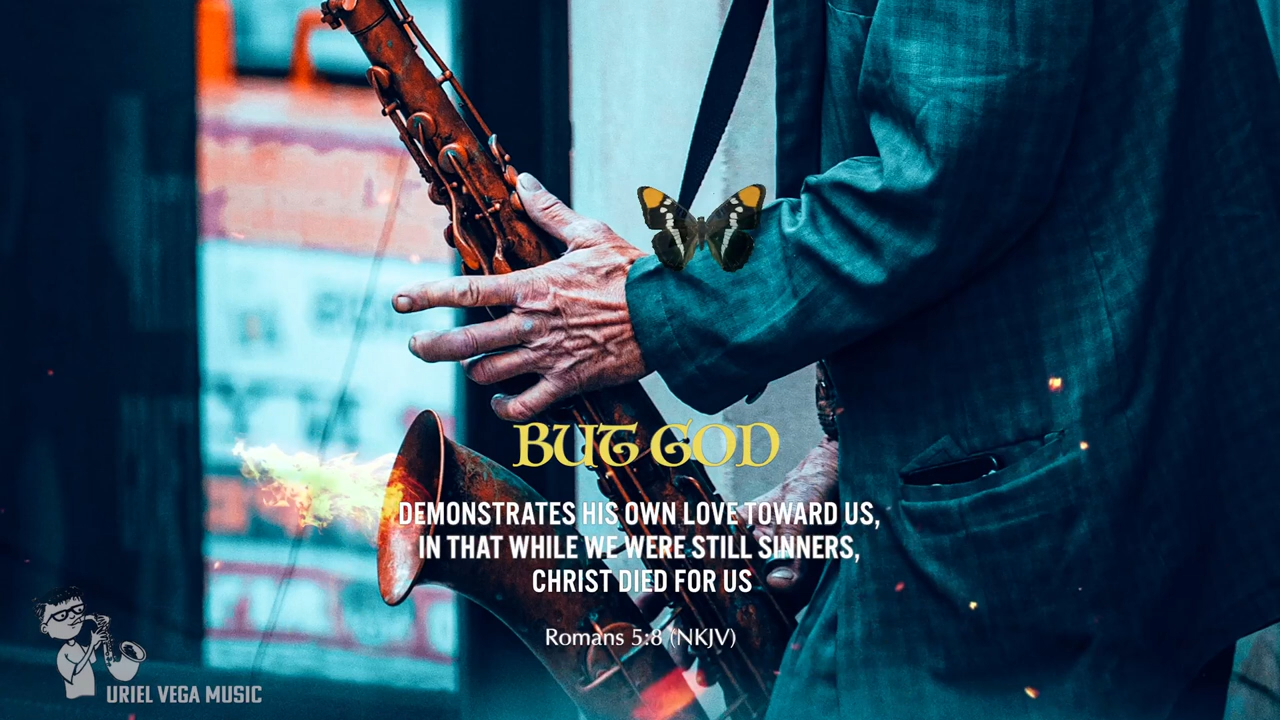 BUT GOD
DEMONSTRATES HIS OWN LOVE TOWARD US,
IN THAT WHILE WE WERE STILL SINNERS,
CHRIST DIED FOR US
Romans 5:8 (NKJV)
URIEL VEGA MUSIC